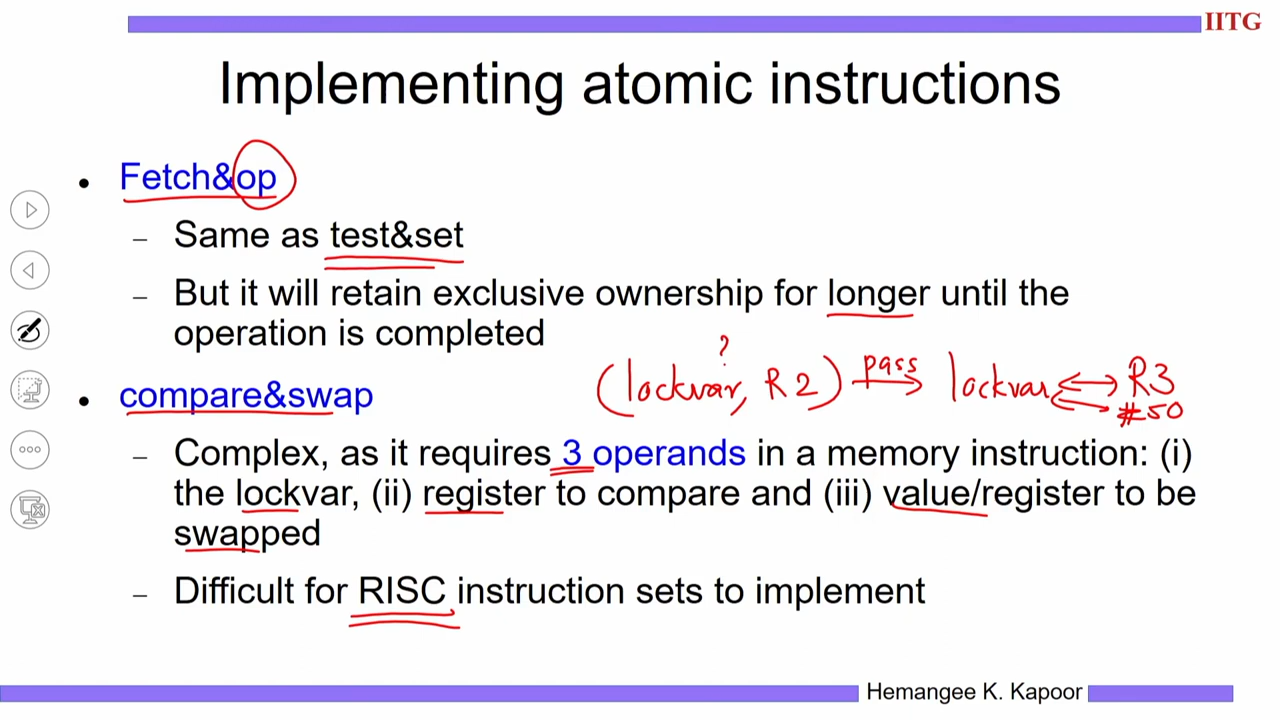 IITG
Implementing atomic instructions
• Fetch&op
– Same as test&set
– But it will retain exclusive ownership for longer until the
operation is completed
?
(lockvar, R2) pass lockvar R3
#50
• compare&swap
– Complex, as it requires 3 operands in a memory instruction: (i)
the lockvar, (ii) register to compare and (iii) value/register to be
swapped
– Difficult for RISC instruction sets to implement
Hemangee K. Kapoor